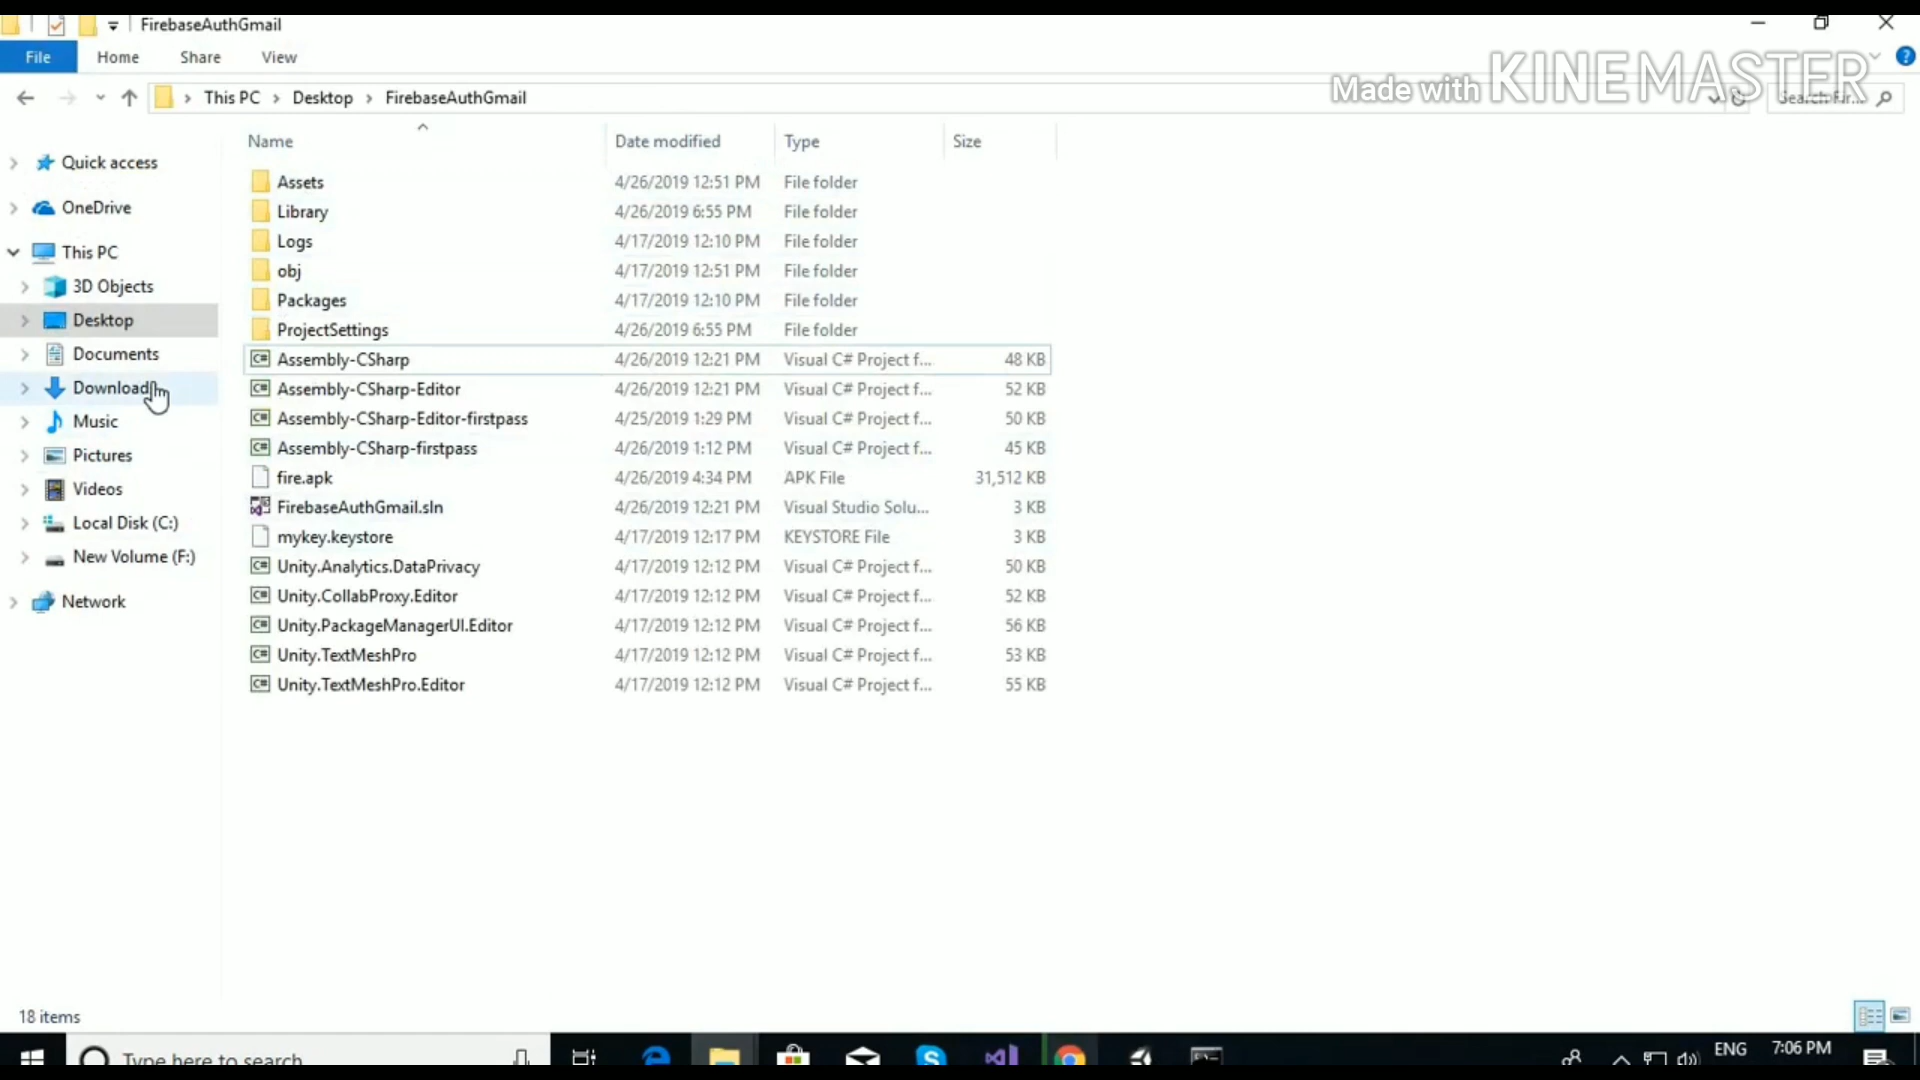 FirebaseAuthGmail
File Home Share View
Made with KINEMASTER
This PC Desktop FirebaseAuthGmail Search Fir...
Name Date modified Type Size
Quick access
OneDrive
This PC
3D Objects
Desktop
Documents
Download
Music
Pictures
Videos
Local Disk (C:)
New Volume (F:)
Network
Assets 4/26/2019 12:51 PM File folder
Library 4/26/2019 6:55 PM File folder
Logs 4/17/2019 12:10 PM File folder
obj 4/17/2019 12:51 PM File folder
Packages 4/17/2019 12:10 PM File folder
ProjectSettings 4/26/2019 6:55 PM File folder
Assembly-CSharp 4/26/2019 12:21 PM Visual C# Project f... 48 KB
Assembly-CSharp-Editor 4/26/2019 12:21 PM Visual C# Project f... 52 KB
Assembly-CSharp-Editor-firstpass 4/25/2019 1:29 PM Visual C# Project f... 50 KB
Assembly-CSharp-firstpass 4/26/2019 1:12 PM Visual C# Project f... 45 KB
fire.apk 4/26/2019 4:34 PM APK File 31,512 KB
FirebaseAuthGmail.sln 4/26/2019 12:21 PM Visual Studio Solu... 3 KB
mykey.keystore 4/17/2019 12:17 PM KEYSTORE File 3 KB
Unity.Analytics.DataPrivacy 4/17/2019 12:12 PM Visual C# Project f... 50 KB
Unity.CollabProxy.Editor 4/17/2019 12:12 PM Visual C# Project f... 52 KB
Unity.PackageManagerUI.Editor 4/17/2019 12:12 PM Visual C# Project f... 56 KB
Unity.TextMeshPro 4/17/2019 12:12 PM Visual C# Project f... 53 KB
Unity.TextMeshPro.Editor 4/17/2019 12:12 PM Visual C# Project f... 55 KB
18 items
Type here to search
ENG 7:06 PM